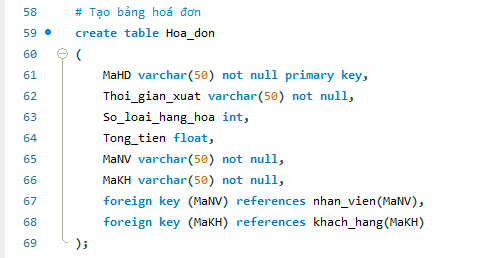 58 # Tạo bảng hoá đơn
59 create table Hoa_don
60 (
61 MaHD varchar(50) not null primary key,
62 Thoi_gian_xuat varchar(50) not null,
63 So_loai_hang_hoa int,
64 Tong_tien float,
65 MaNV varchar(50) not null,
66 MaKH varchar(50) not null,
67 foreign key (MaNV) references nhan_vien(MaNV),
68 foreign key (MaKH) references khach_hang(MaKH)
69 );